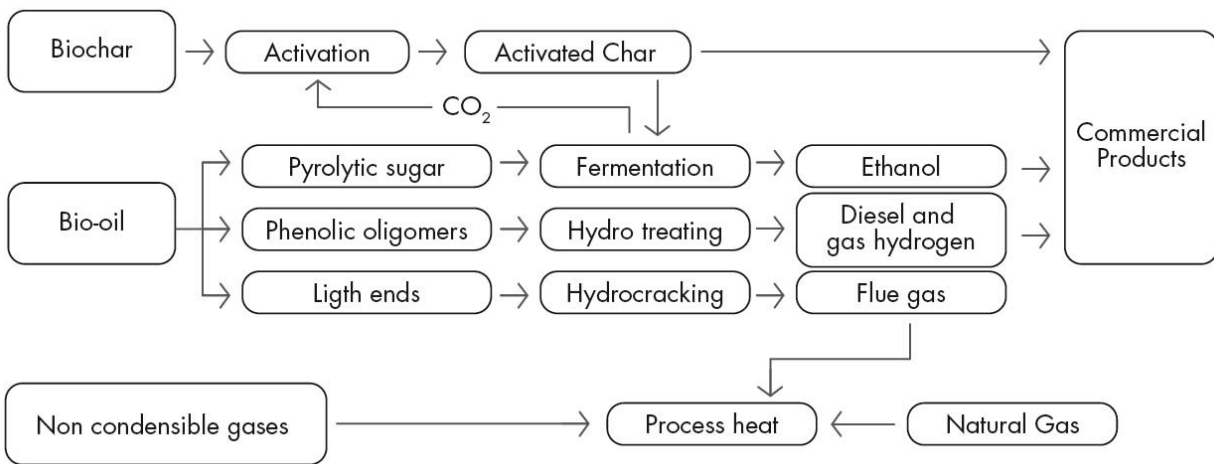 Biochar
Activation
Activated Char
CO₂
Commercial
Products
Pyrolytic sugar
Fermentation
Ethanol
Bio-oil
Phenolic oligomers
Hydro treating
Diesel and
gas hydrogen
Ligth ends
Hydrocracking
Flue gas
Non condensible gases
Process heat
Natural Gas